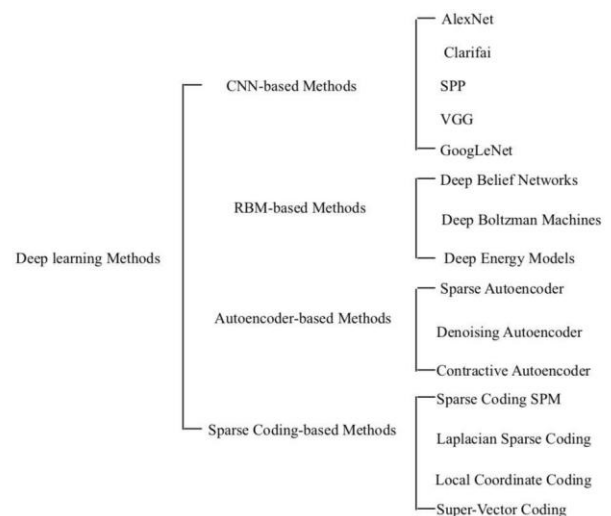 AlexNet
Clarifai
CNN-based Methods
SPP
VGG
GoogLeNet
Deep Belief Networks
RBM-based Methods
Deep Boltzman Machines
Deep learning Methods
Deep Energy Models
Sparse Autoencoder
Autoencoder-based Methods
Denoising Autoencoder
Contractive Autoencoder
Sparse Coding SPM
Sparse Coding-based Methods
Laplacian Sparse Coding
Local Coordinate Coding
Super-Vector Coding